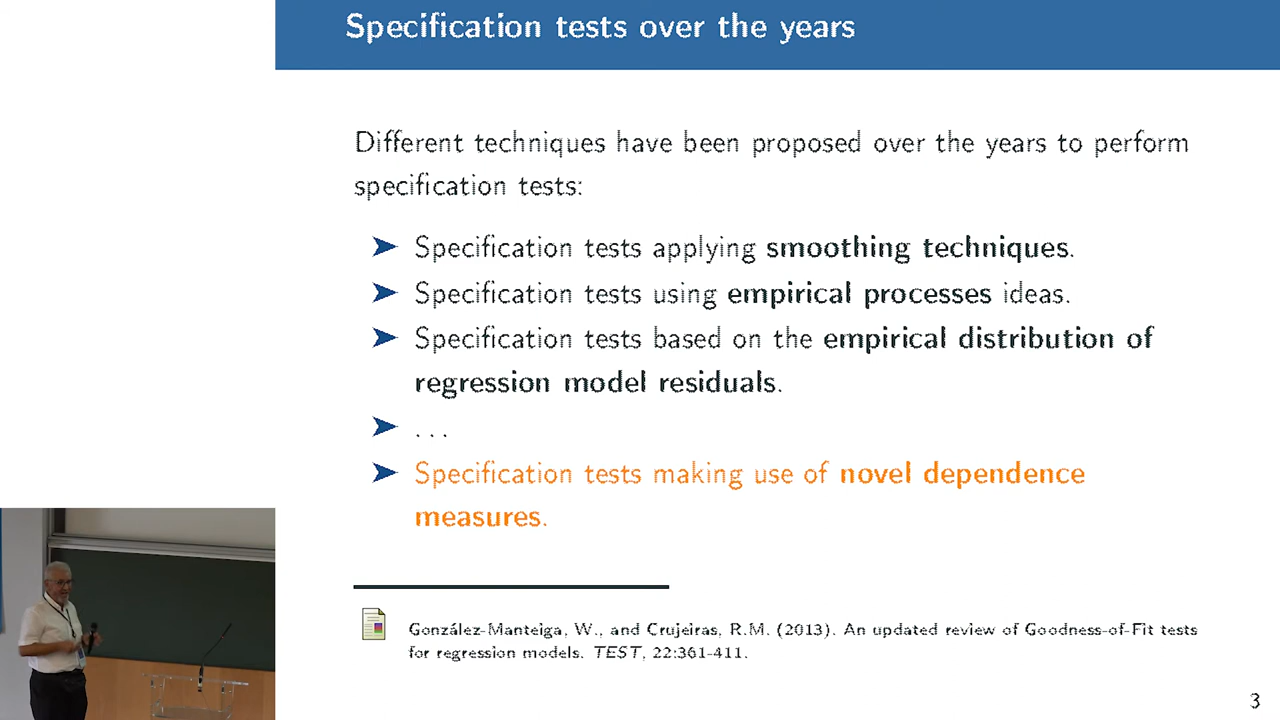 Specification tests over the years
Different techniques have been proposed over the years to perform
specification tests:
➤ Specification tests applying smoothing techniques.
➤ Specification tests using empirical processes ideas.
➤ Specification tests based on the empirical distribution of
regression model residuals.
➤ . . .
➤ Specification tests making use of novel dependence
measures.
González-Manteiga, W., and Crujeiras, R.M. (2013). An updated review of Goodness-of-Fit tests
for regression models. TEST, 22:361-411.
3